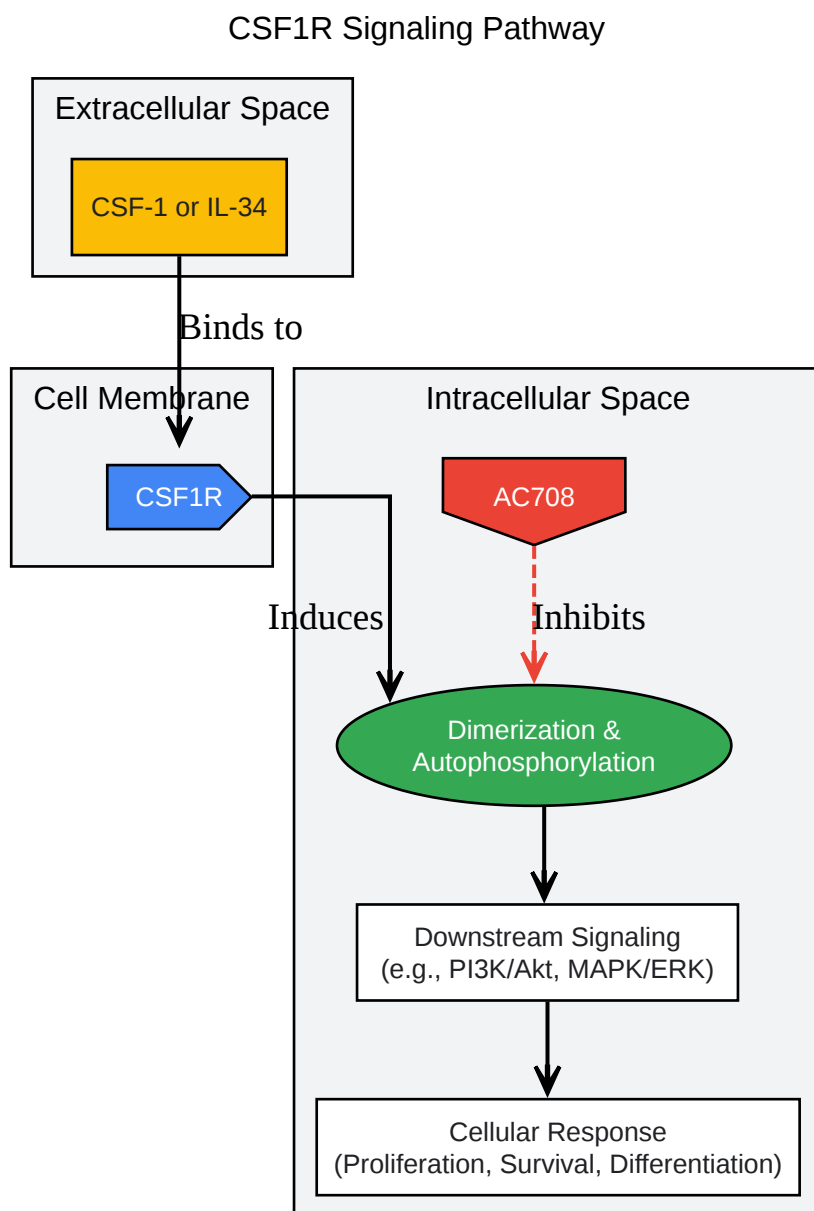 CSF1R Signaling Pathway
Extracellular Space
CSF-1 or IL-34
Binds to
Cell Membrane
CSF1R
Intracellular Space
AC708
Induces
Inhibits
Dimerization &
Autophosphorylation
Downstream Signaling
(e.g., PI3K/Akt, MAPK/ERK)
Cellular Response
(Proliferation, Survival, Differentiation)